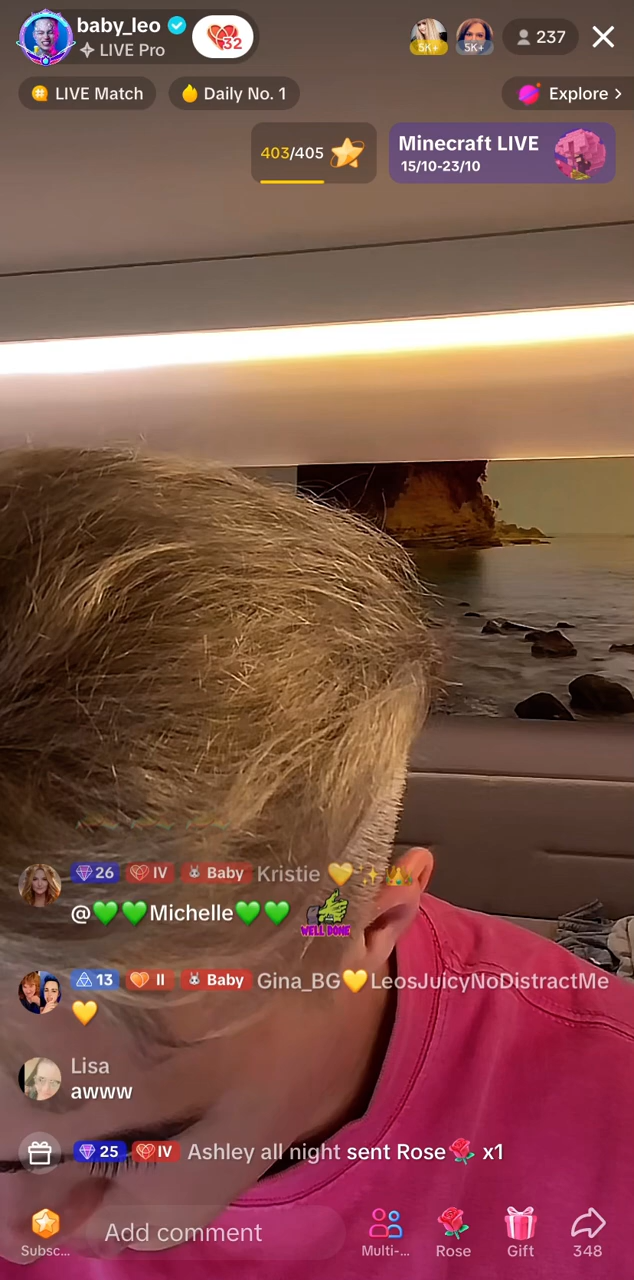 baby_leo
LIVE Pro
32
5K+
5K+
237
LIVE Match
Daily No. 1
Explore >
403/405
Minecraft LIVE
15/10-23/10
26 IV Baby Kristie 💛✨👑
@💚💚Michelle💚💚 WELL DONE
13 II Baby Gina_BG💛LeosJuicyNoDistractMe
💛
Lisa
awww
25 IV Ashley all night sent Rose🌹 x1
Subsc...
Add comment
Multi-...
Rose
Gift
348